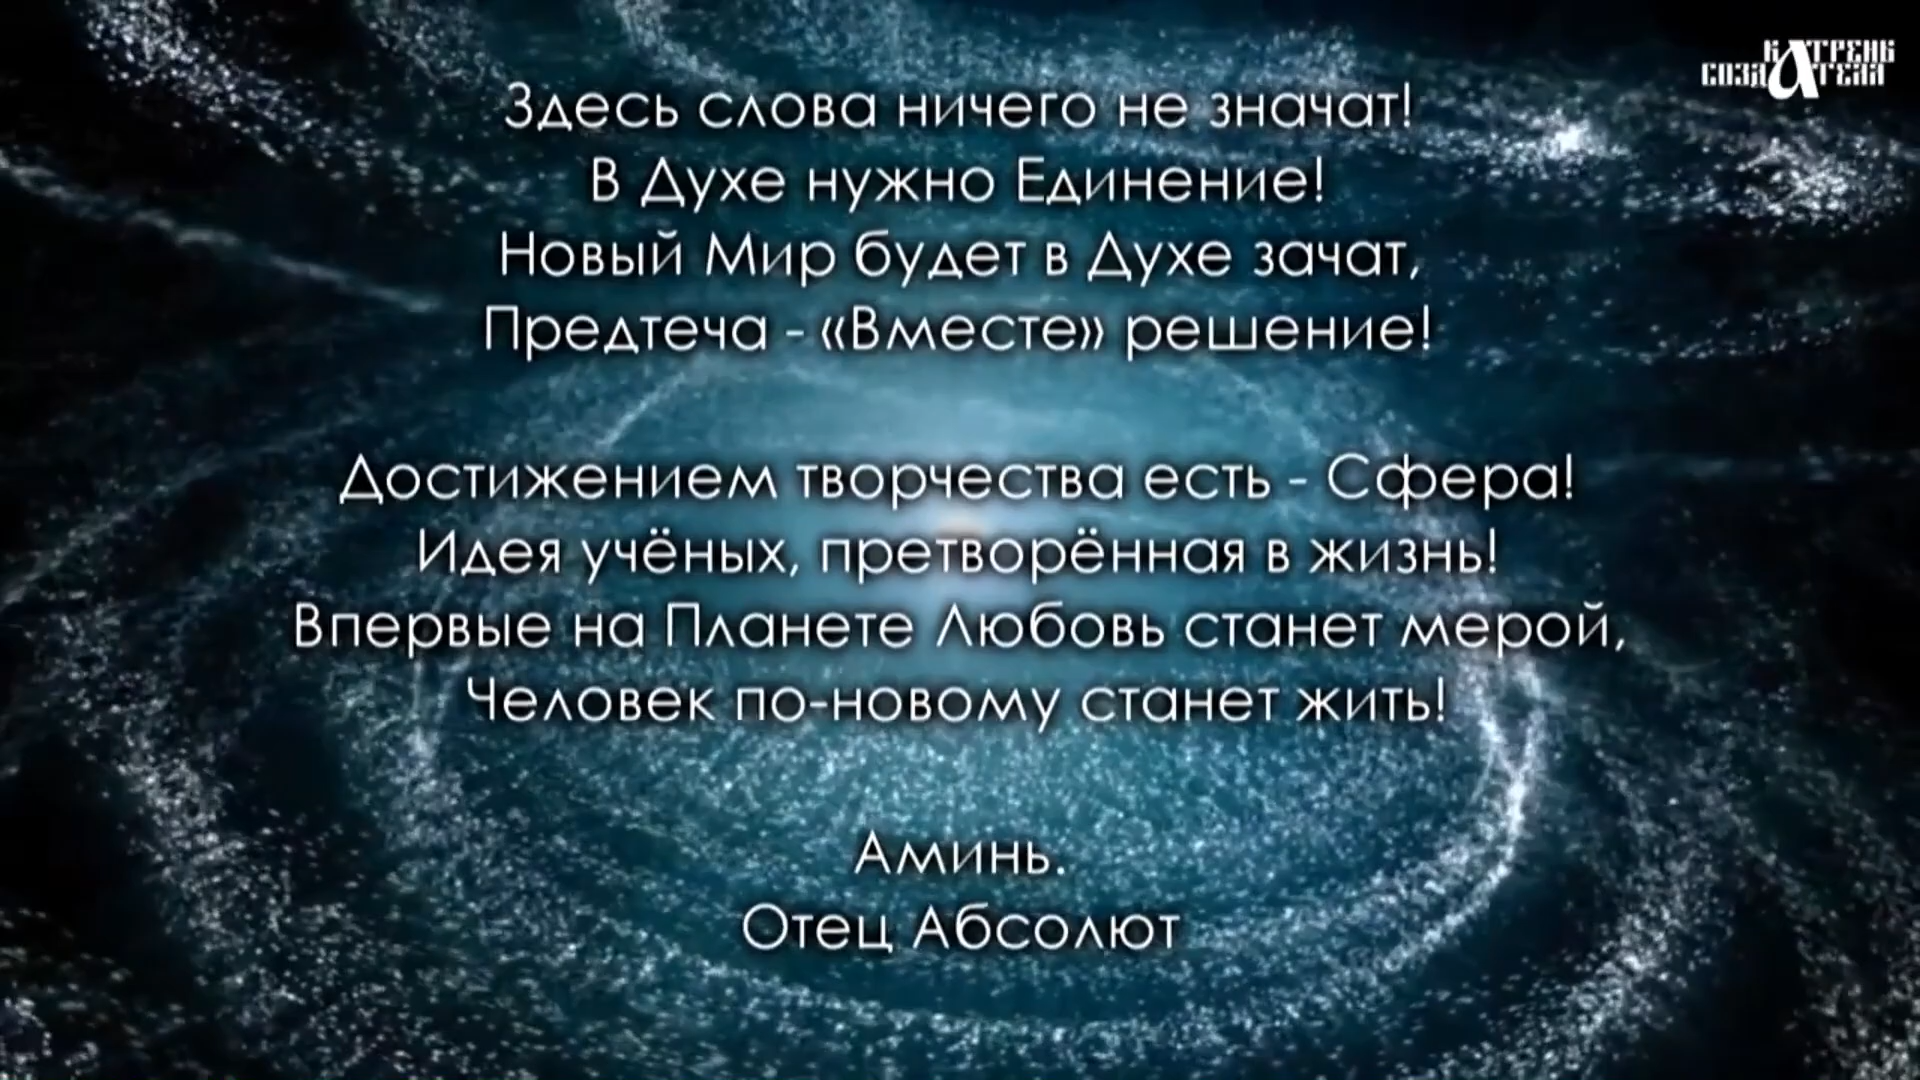 КАТРЕНЫ
СОЗДАТЕЛЯ
Здесь слова ничего не значат!
В Духе нужно Единение!
Новый Мир будет в Духе зачат,
Предтеча - «Вместе» решение!
Достижением творчества есть - Сфера!
Идея учёных, претворённая в жизнь!
Впервые на Планете Любовь станет мерой,
Человек по-новому станет жить!
Аминь.
Отец Абсолют